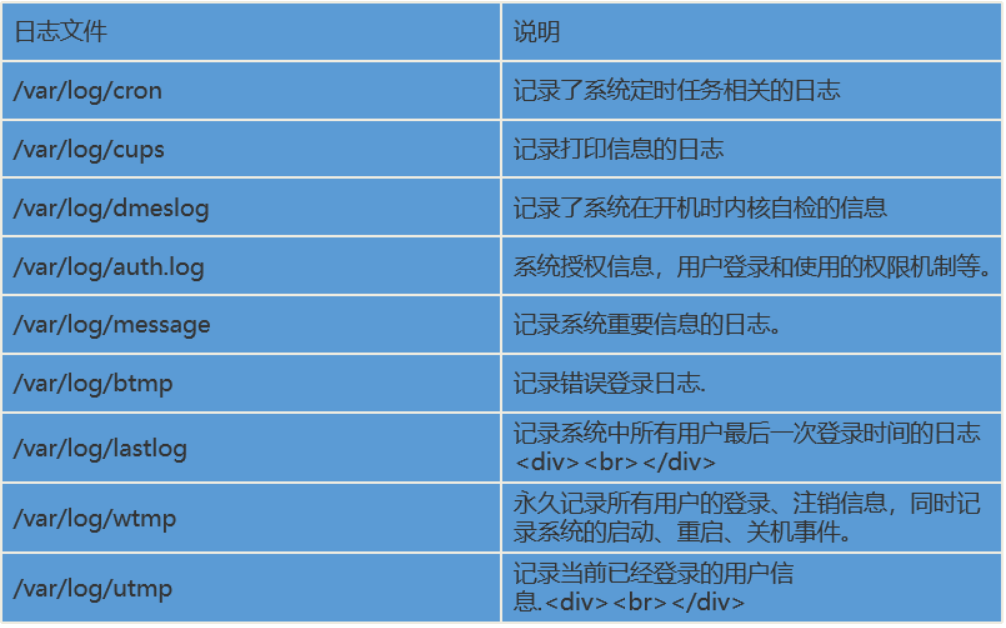 日志文件
说明
/var/log/cron
记录了系统定时任务相关的日志
/var/log/cups
记录打印信息的日志
/var/log/dmeslog
记录了系统在开机时内核自检的信息
/var/log/auth.log
系统授权信息，用户登录和使用的权限机制等。
/var/log/message
记录系统重要信息的日志。
/var/log/btmp
记录错误登录日志.
/var/log/lastlog
记录系统中所有用户最后一次登录时间的日志
<div><br></div>
/var/log/wtmp
永久记录所有用户的登录、注销信息，同时记
录系统的启动、重启、关机事件。
/var/log/utmp
记录当前已经登录的用户信
息.<div><br></div>